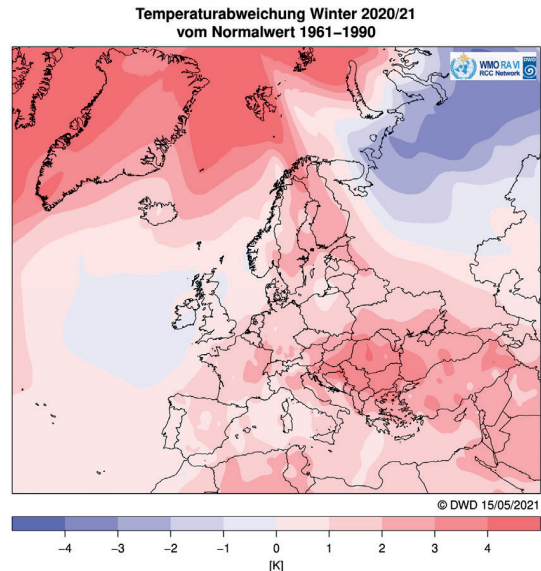 Temperaturabweichung Winter 2020/21
vom Normalwert 1961–1990
WMO RA VI
RCC Network
DWD
© DWD 15/05/2021
−4 −3 −2 −1 0 1 2 3 4
[K]